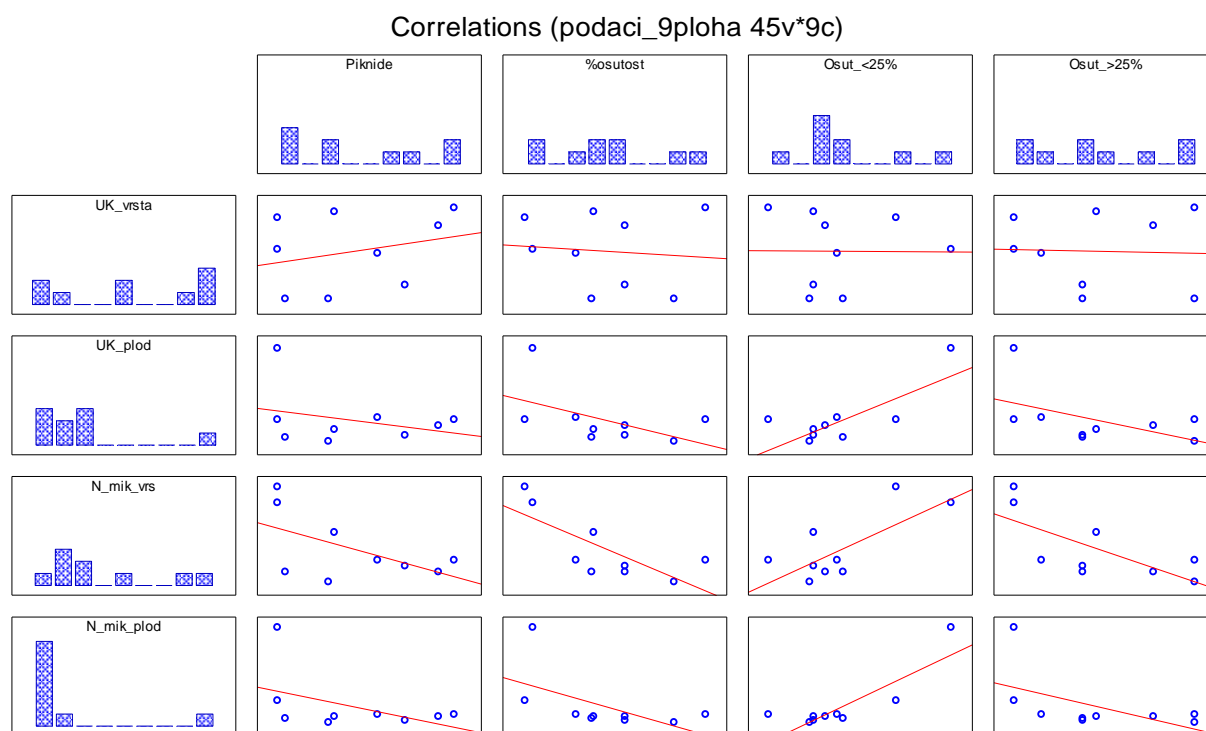 Correlations (podaci_9ploha 45v*9c)
Piknide
%osutost
Osut_<25%
Osut_>25%
UK_vrsta
UK_plod
N_mik_vrs
N_mik_plod